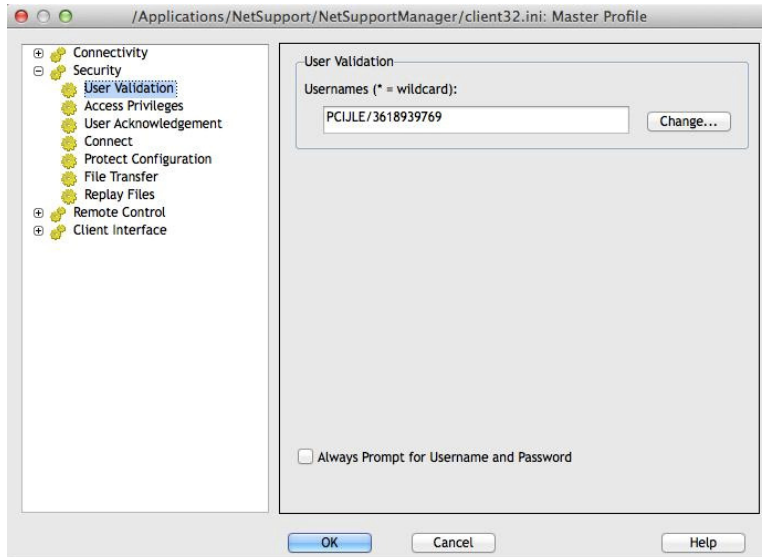 /Applications/NetSupport/NetSupportManager/client32.ini: Master Profile
Connectivity
Security
User Validation
Access Privileges
User Acknowledgement
Connect
Protect Configuration
File Transfer
Replay Files
Remote Control
Client Interface
User Validation
Usernames (* = wildcard):
PCIJLE/3618939769
Change...
Always Prompt for Username and Password
OK
Cancel
Help